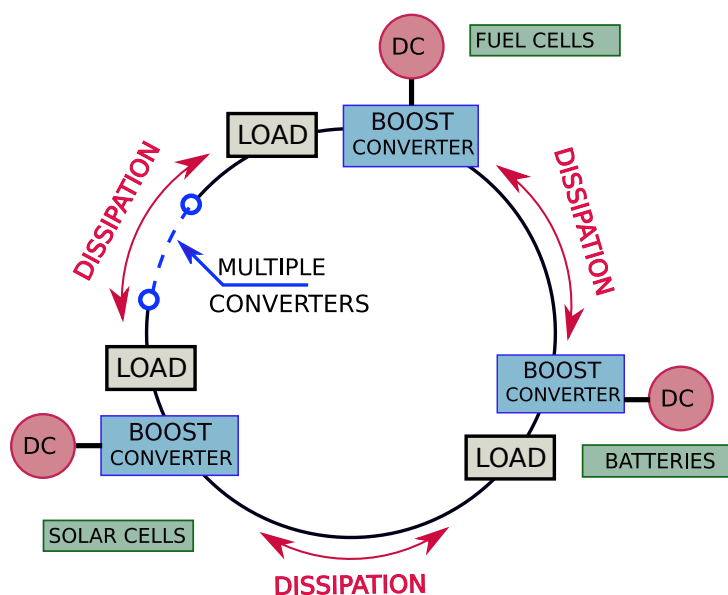 DC
FUEL CELLS
LOAD
BOOST
CONVERTER
DISSIPATION
DISSIPATION
MULTIPLE
CONVERTERS
LOAD
BOOST
CONVERTER
DC
DC
BOOST
CONVERTER
LOAD
BATTERIES
SOLAR CELLS
DISSIPATION